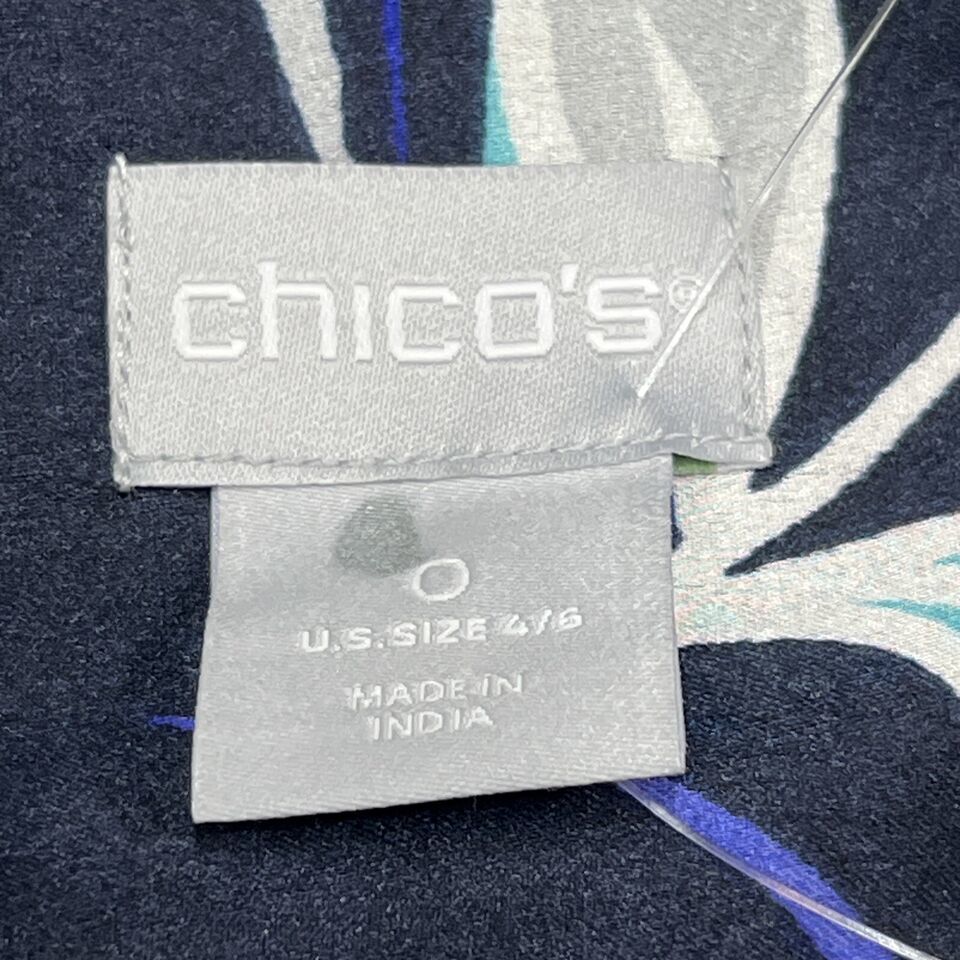 chico's®
0
U.S. SIZE 4/6
MADE IN
INDIA